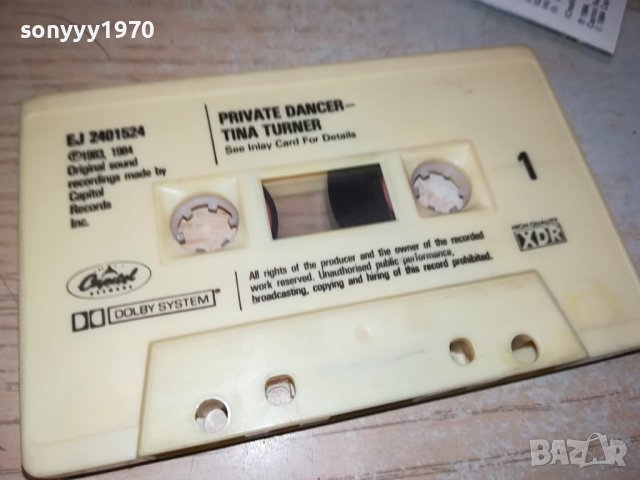 sonyyy1970
EJ 2401524
℗1983, 1984
Original sound
recordings made by
Capitol
Records
Inc.
PRIVATE DANCER–
TINA TURNER
See Inlay Card For Details
1
HIGH QUALITY
XDR
Capitol
RECORDS
DOLBY SYSTEM
All rights of the producer and the owner of the recorded
work reserved. Unauthorised public performance,
broadcasting, copying and hiring of this record prohibited.
BAZAR